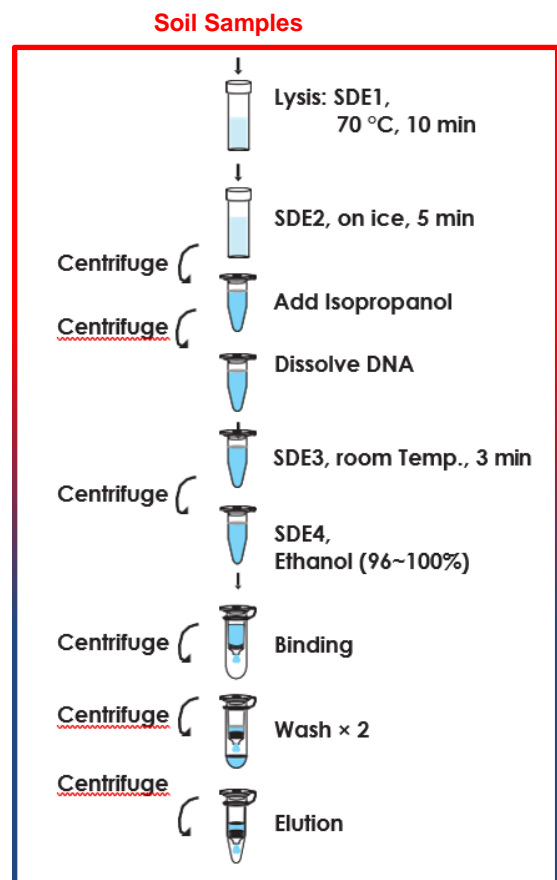 Soil Samples
Lysis: SDE1,
70 °C, 10 min
SDE2, on ice, 5 min
Centrifuge
Add Isopropanol
Centrifuge
Dissolve DNA
SDE3, room Temp., 3 min
Centrifuge
SDE4,
Ethanol (96~100%)
Centrifuge
Binding
Centrifuge
Wash × 2
Centrifuge
Elution